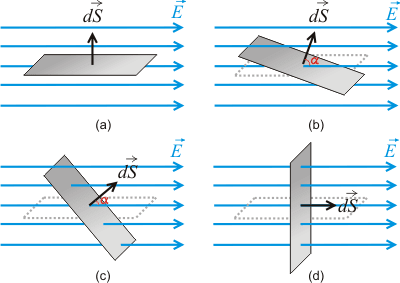 dS⃗ E⃗
(a)
dS⃗ E⃗
α
(b)
dS⃗ E⃗
α
(c)
E⃗
dS⃗
(d)